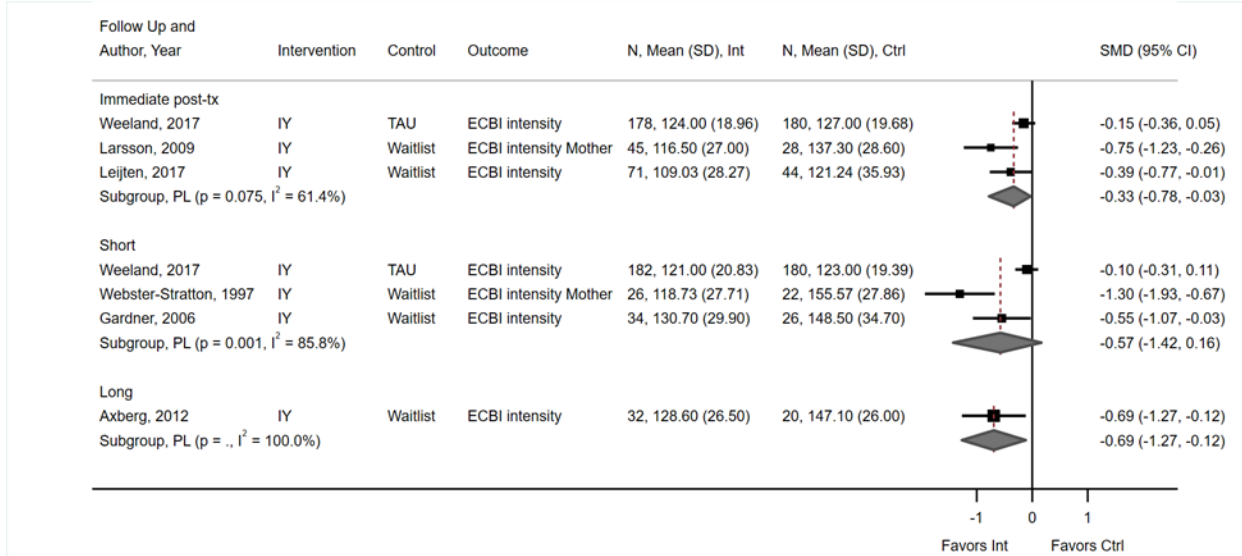 Follow Up and
Author, Year Intervention Control Outcome N, Mean (SD), Int N, Mean (SD), Ctrl SMD (95% CI)
Immediate post-tx
Weeland, 2017 IY TAU ECBI intensity 178, 124.00 (18.96) 180, 127.00 (19.68) -0.15 (-0.36, 0.05)
Larsson, 2009 IY Waitlist ECBI intensity Mother 45, 116.50 (27.00) 28, 137.30 (28.60) -0.75 (-1.23, -0.26)
Leijten, 2017 IY Waitlist ECBI intensity 71, 109.03 (28.27) 44, 121.24 (35.93) -0.39 (-0.77, -0.01)
Subgroup, PL (p = 0.075, I² = 61.4%) -0.33 (-0.78, -0.03)
Short
Weeland, 2017 IY TAU ECBI intensity 182, 121.00 (20.83) 180, 123.00 (19.39) -0.10 (-0.31, 0.11)
Webster-Stratton, 1997 IY Waitlist ECBI intensity Mother 26, 118.73 (27.71) 22, 155.57 (27.86) -1.30 (-1.93, -0.67)
Gardner, 2006 IY Waitlist ECBI intensity 34, 130.70 (29.90) 26, 148.50 (34.70) -0.55 (-1.07, -0.03)
Subgroup, PL (p = 0.001, I² = 85.8%) -0.57 (-1.42, 0.16)
Long
Axberg, 2012 IY Waitlist ECBI intensity 32, 128.60 (26.50) 20, 147.10 (26.00) -0.69 (-1.27, -0.12)
Subgroup, PL (p = ., I² = 100.0%) -0.69 (-1.27, -0.12)
-1 0 1
Favors Int Favors Ctrl